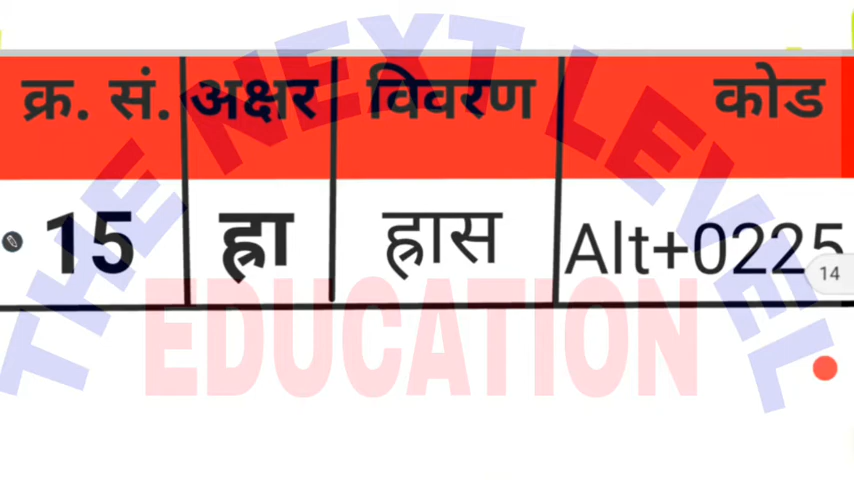 THE NEXT LEVEL
क्र. सं. अक्षर विवरण कोड
15 ह्रा ह्रास Alt+0225
14
EDUCATION